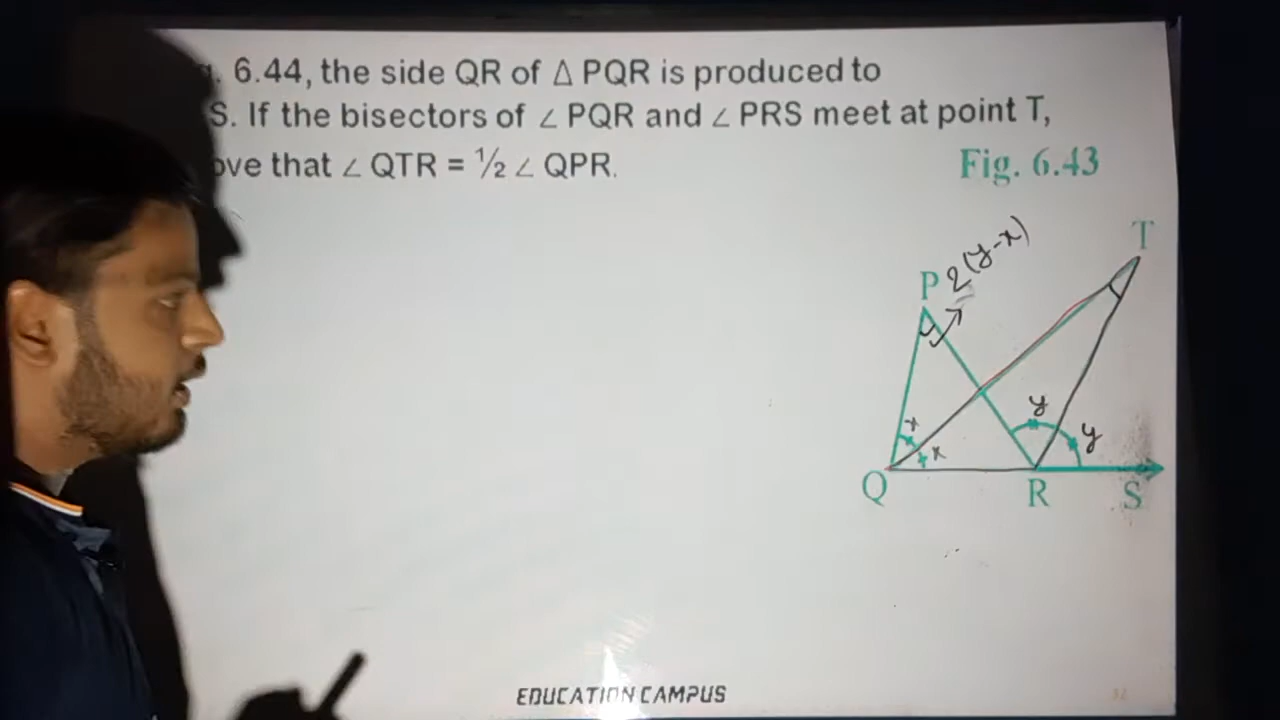 . 6.44, the side QR of △ PQR is produced to
S. If the bisectors of ∠ PQR and ∠ PRS meet at point T,
ove that ∠ QTR = ½ ∠ QPR.
Fig. 6.43
T
P 2(y-x)
y
y
x
x
Q
R
S
EDUCATION CAMPUS